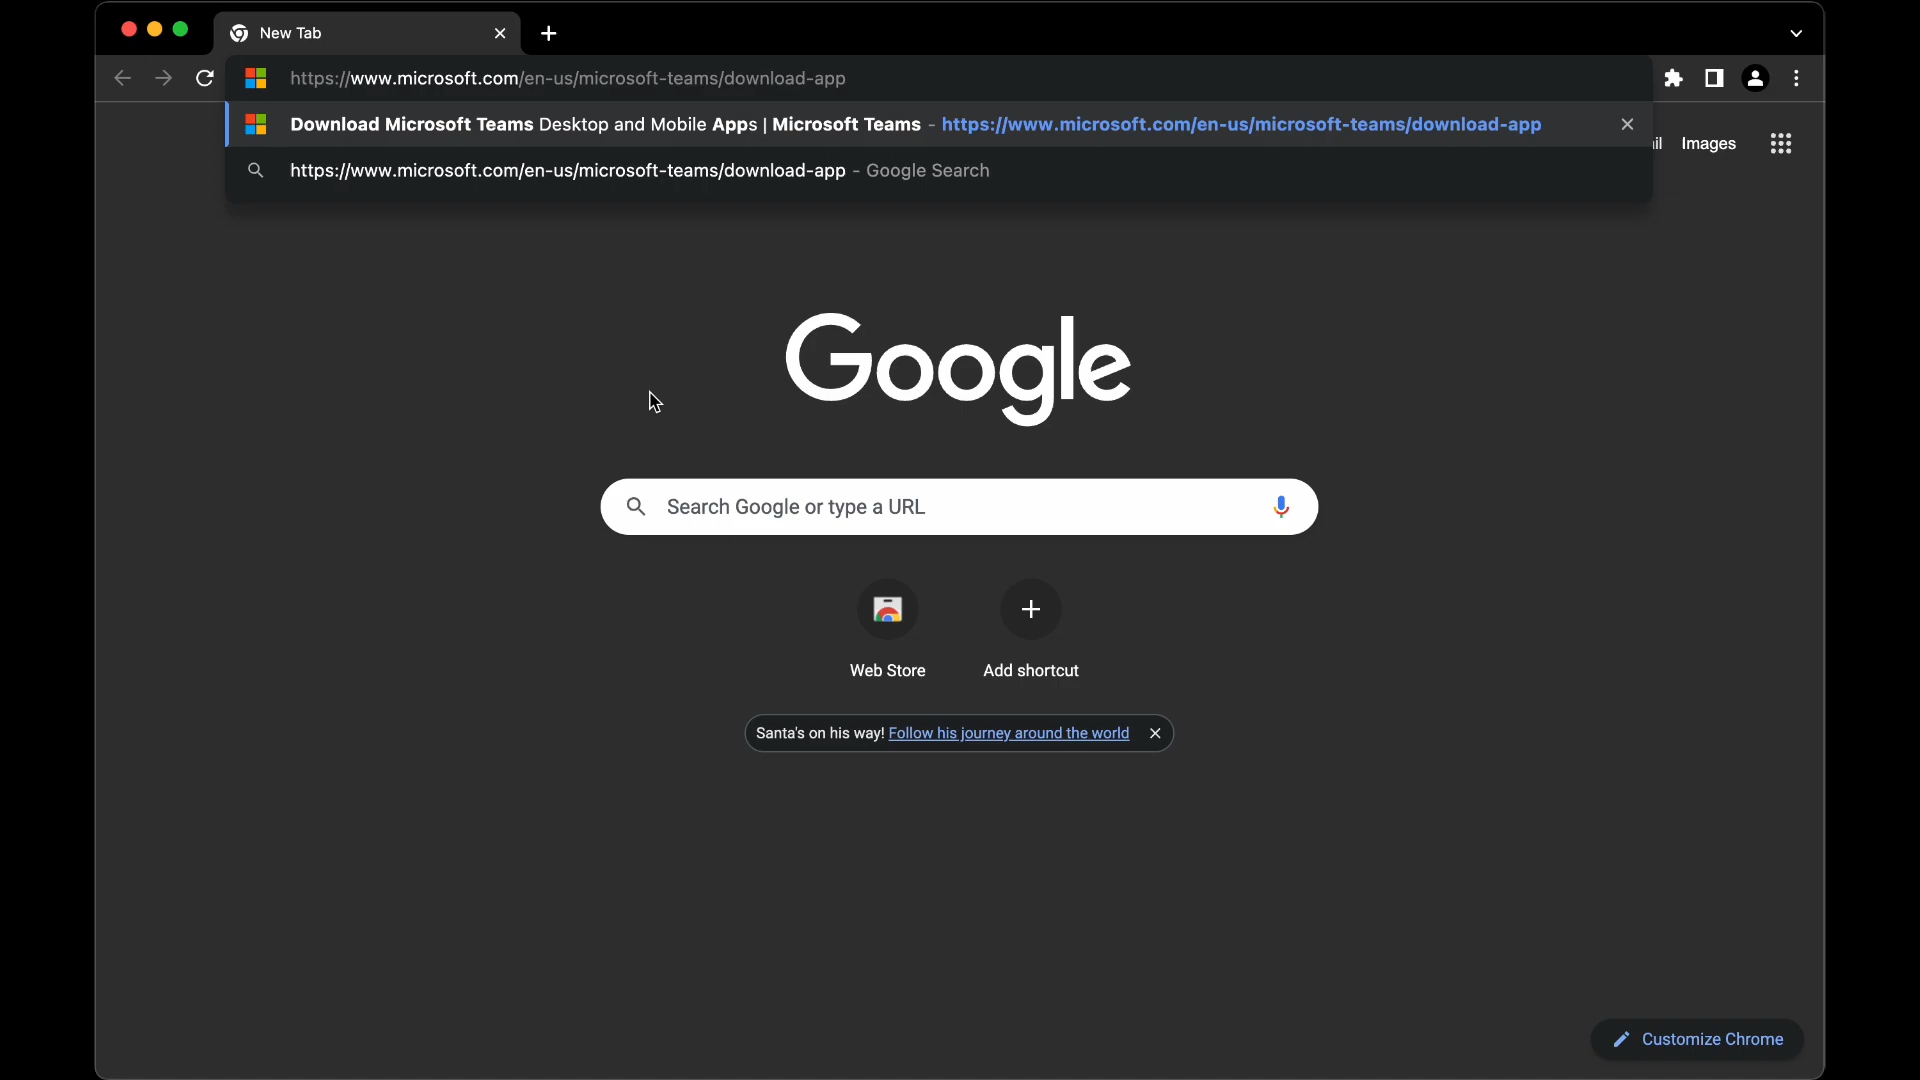 New Tab
https://www.microsoft.com/en-us/microsoft-teams/download-app
Download Microsoft Teams Desktop and Mobile Apps | Microsoft Teams - https://www.microsoft.com/en-us/microsoft-teams/download-app
https://www.microsoft.com/en-us/microsoft-teams/download-app - Google Search
Images
Google
Search Google or type a URL
Web Store
Add shortcut
Santa's on his way! Follow his journey around the world
Customize Chrome